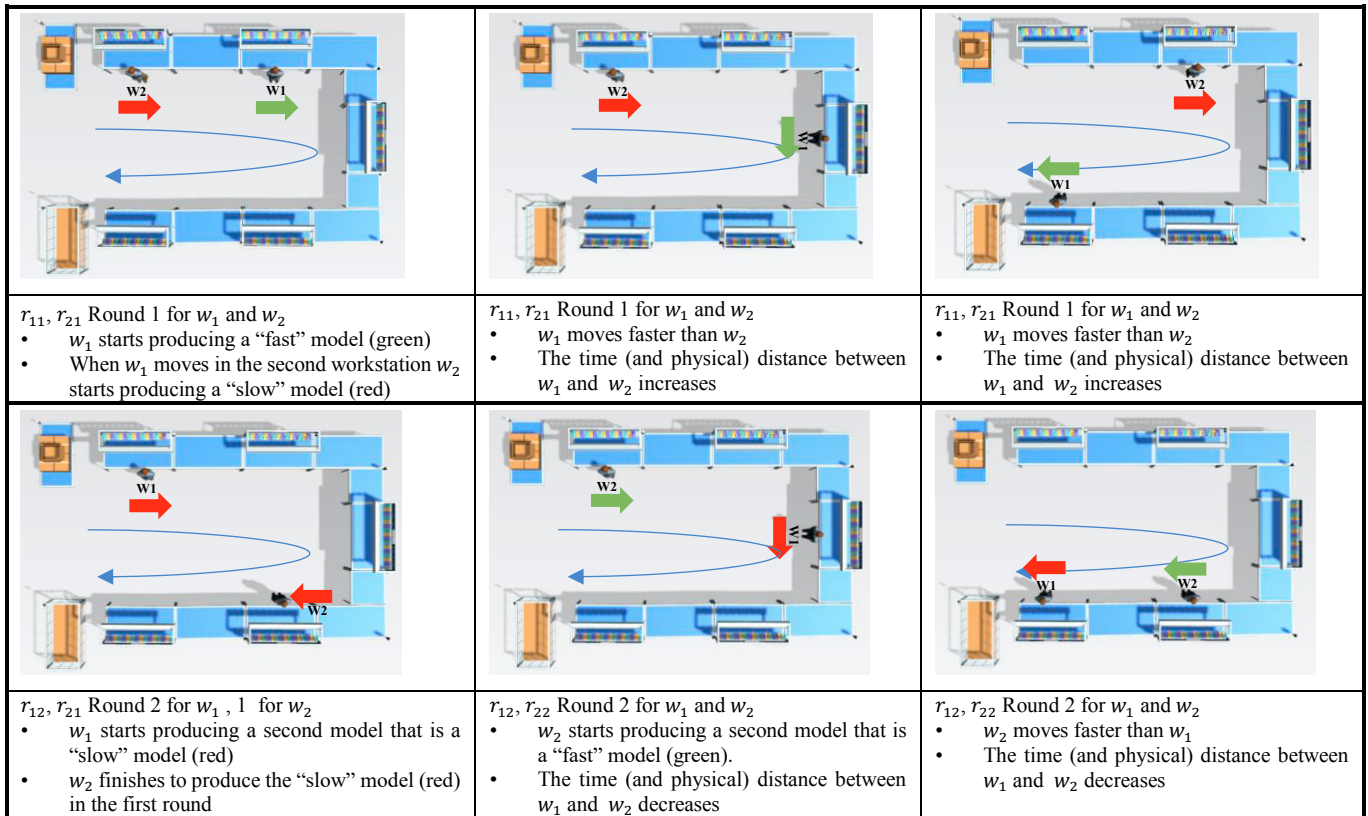 W2
W1
W2
W1
W2
W1
r₁₁, r₂₁ Round 1 for w₁ and w₂
• w₁ starts producing a “fast” model (green)
• When w₁ moves in the second workstation w₂
starts producing a “slow” model (red)
r₁₁, r₂₁ Round 1 for w₁ and w₂
• w₁ moves faster than w₂
• The time (and physical) distance between
w₁ and w₂ increases
r₁₁, r₂₁ Round 1 for w₁ and w₂
• w₁ moves faster than w₂
• The time (and physical) distance between
w₁ and w₂ increases
W1
W2
W2
W1
W1
W2
r₁₂, r₂₁ Round 2 for w₁ , 1 for w₂
• w₁ starts producing a second model that is a
“slow” model (red)
• w₂ finishes to produce the “slow” model (red)
in the first round
r₁₂, r₂₂ Round 2 for w₁ and w₂
• w₂ starts producing a second model that is
a “fast” model (green).
• The time (and physical) distance between
w₁ and w₂ decreases
r₁₂, r₂₂ Round 2 for w₁ and w₂
• w₂ moves faster than w₁
• The time (and physical) distance between
w₁ and w₂ decreases